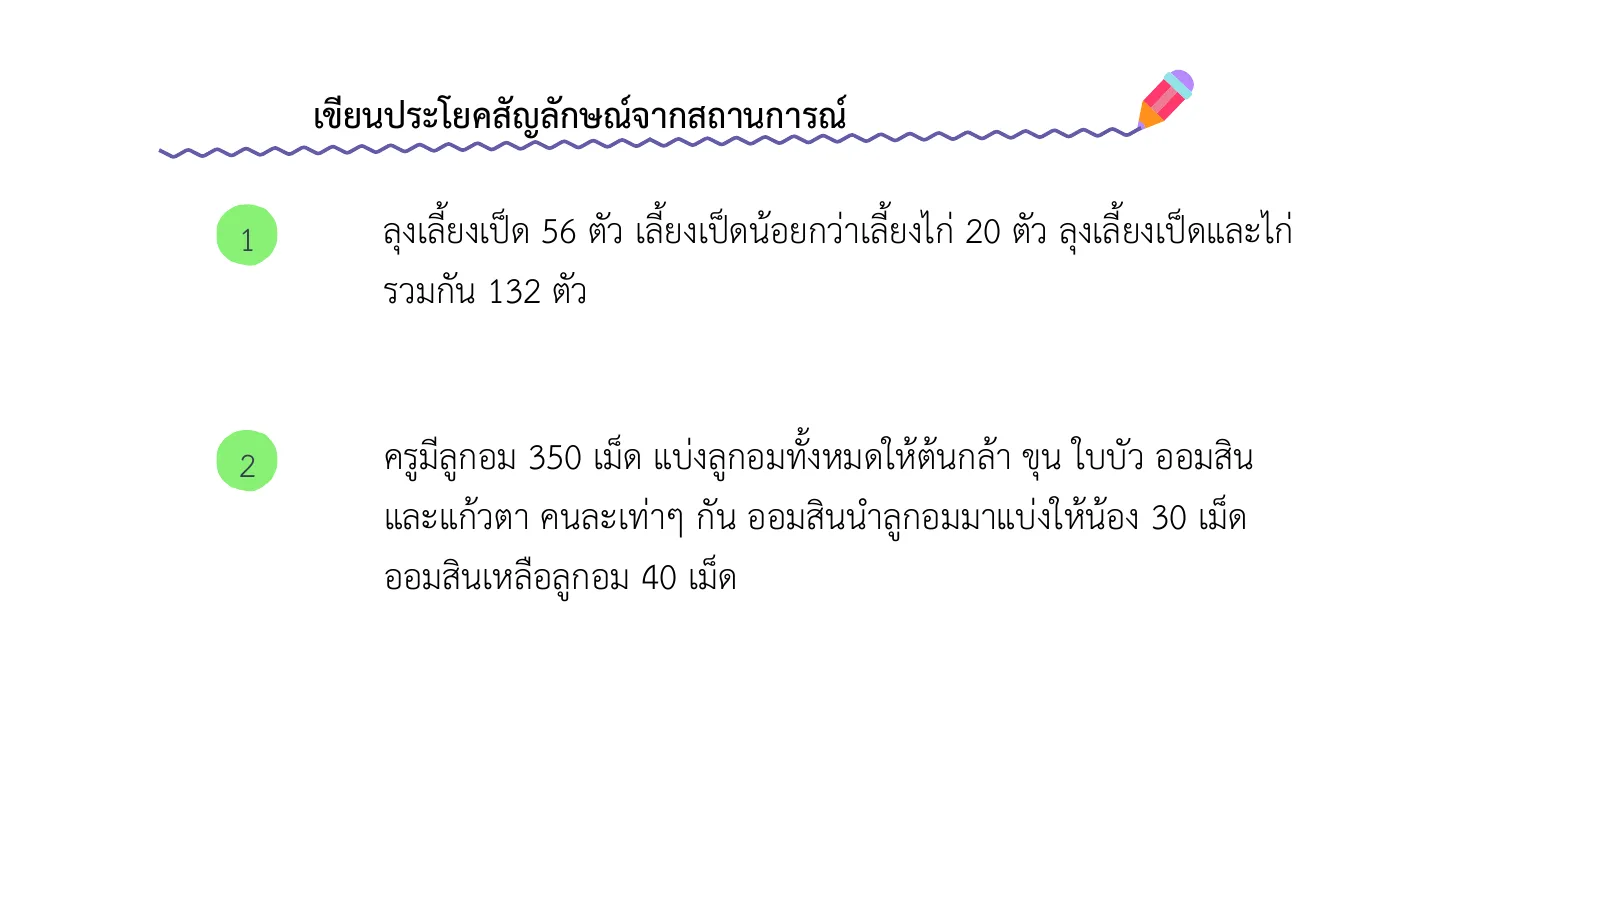 เขียนประโยคสัญลักษณ์จากสถานการณ์
1
ลุงเลี้ยงเป็ด 56 ตัว เลี้ยงเป็ดน้อยกว่าเลี้ยงไก่ 20 ตัว ลุงเลี้ยงเป็ดและไก่
รวมกัน 132 ตัว
2
ครูมีลูกอม 350 เม็ด แบ่งลูกอมทั้งหมดให้ต้นกล้า ขุน ใบบัว ออมสิน
และแก้วตา คนละเท่าๆ กัน ออมสินนำลูกอมมาแบ่งให้น้อง 30 เม็ด
ออมสินเหลือลูกอม 40 เม็ด